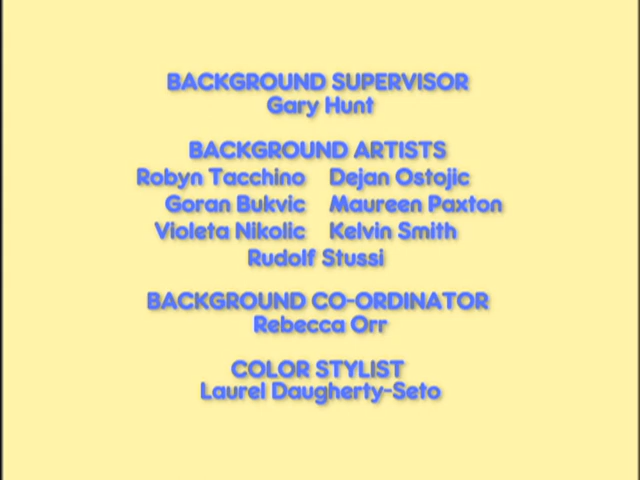 BACKGROUND SUPERVISOR
Gary Hunt
BACKGROUND ARTISTS
Robyn Tacchino Dejan Ostojic
Goran Bukvic Maureen Paxton
Violeta Nikolic Kelvin Smith
Rudolf Stussi
BACKGROUND CO-ORDINATOR
Rebecca Orr
COLOR STYLIST
Laurel Daugherty-Seto